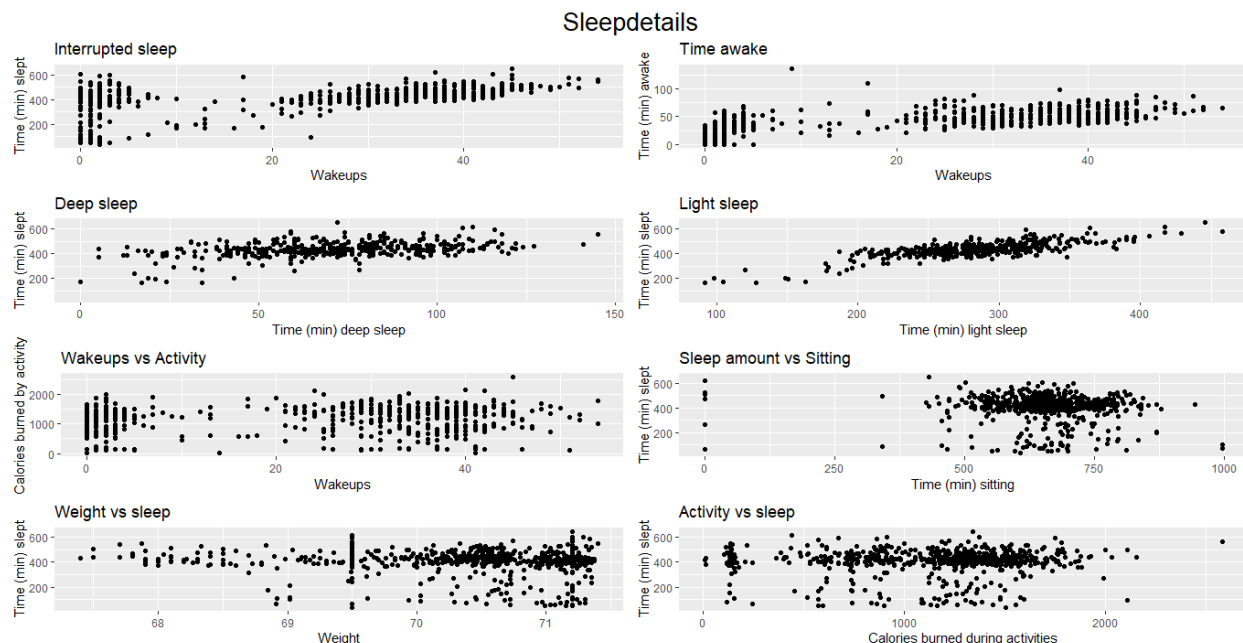 Sleepdetails
Interrupted sleep
Time (min) slept
600
400
200
0
20
40
Wakeups
Time awake
Time (min) awake
100
50
0
0
20
40
Wakeups
Deep sleep
Time (min) slept
600
400
200
0
50
100
150
Time (min) deep sleep
Light sleep
Time (min) slept
600
400
200
100
200
300
400
Time (min) light sleep
Wakeups vs Activity
Calories burned by activity
2000
1000
0
0
20
40
Wakeups
Sleep amount vs Sitting
Time (min) slept
600
400
200
0
250
500
750
1000
Time (min) sitting
Weight vs sleep
Time (min) slept
600
400
200
68
69
70
71
Weight
Activity vs sleep
Time (min) slept
600
400
200
0
1000
2000
Calories burned during activities